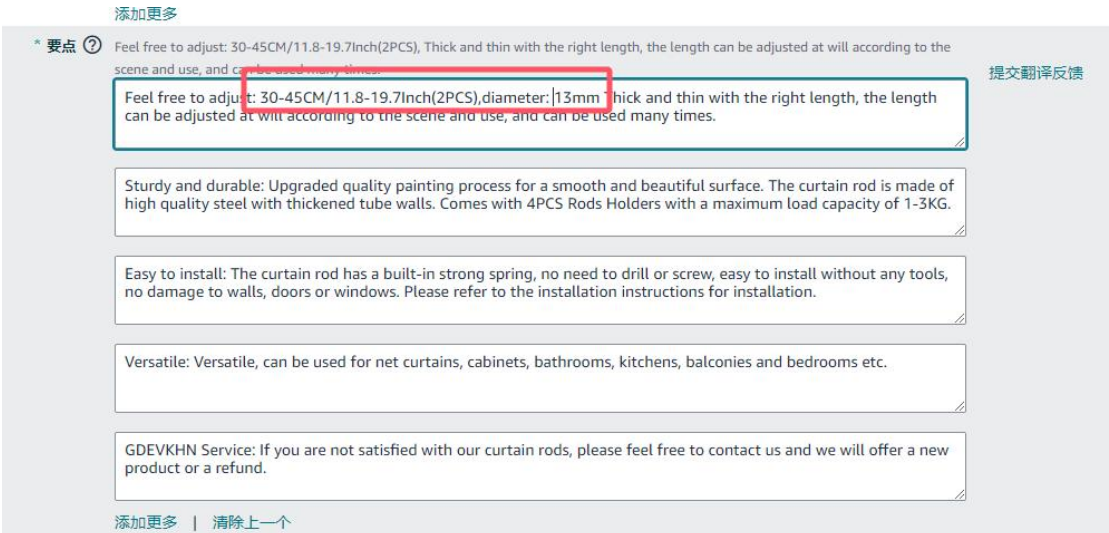 添加更多
* 要点 ? Feel free to adjust: 30-45CM/11.8-19.7Inch(2PCS), Thick and thin with the right length, the length can be adjusted at will according to the
scene and use, and can be used many times.
提交翻译反馈
Feel free to adjust: 30-45CM/11.8-19.7Inch(2PCS),diameter: 13mm Thick and thin with the right length, the length
can be adjusted at will according to the scene and use, and can be used many times.
Sturdy and durable: Upgraded quality painting process for a smooth and beautiful surface. The curtain rod is made of
high quality steel with thickened tube walls. Comes with 4PCS Rods Holders with a maximum load capacity of 1-3KG.
Easy to install: The curtain rod has a built-in strong spring, no need to drill or screw, easy to install without any tools,
no damage to walls, doors or windows. Please refer to the installation instructions for installation.
Versatile: Versatile, can be used for net curtains, cabinets, bathrooms, kitchens, balconies and bedrooms etc.
GDEVKHN Service: If you are not satisfied with our curtain rods, please feel free to contact us and we will offer a new
product or a refund.
添加更多 | 清除上一个